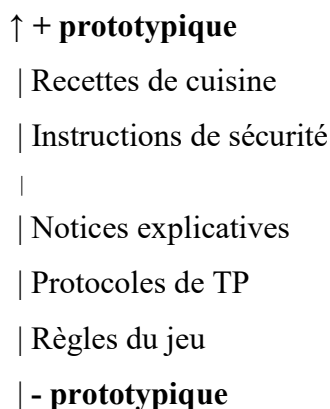 ↑ + prototypique
| Recettes de cuisine
| Instructions de sécurité
|
| Notices explicatives
| Protocoles de TP
| Règles du jeu
| - prototypique